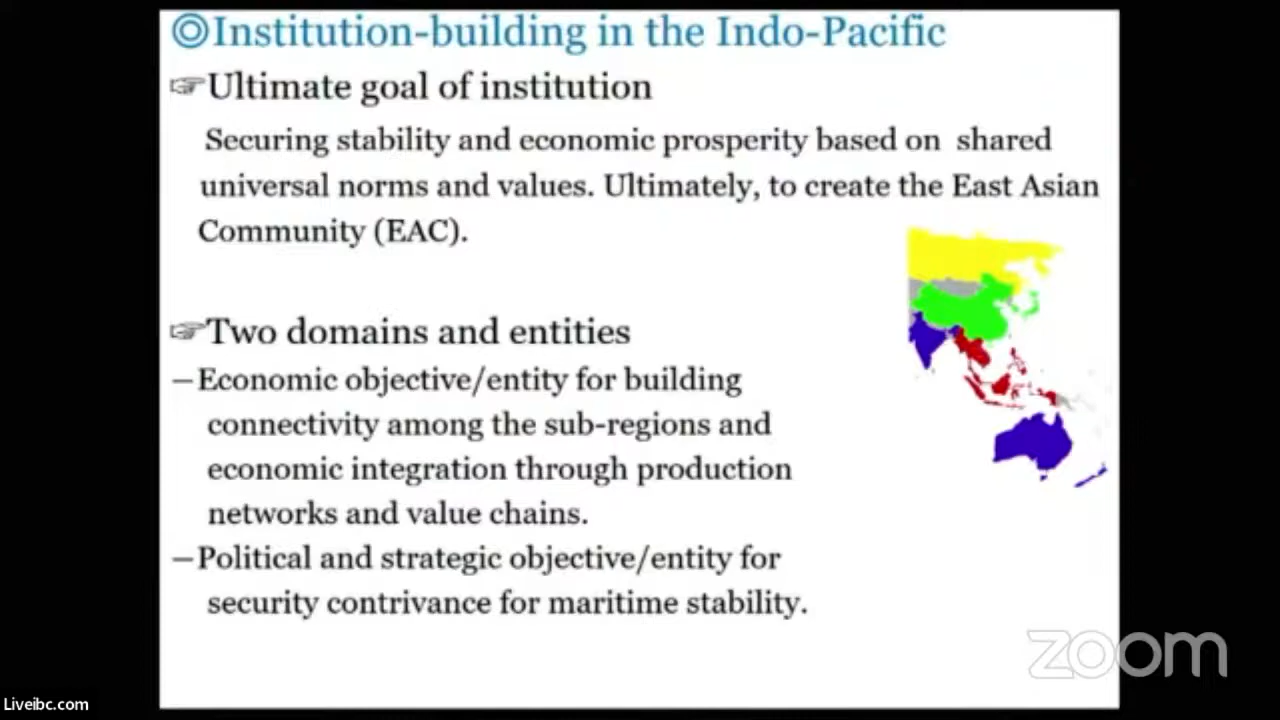 ◎Institution-building in the Indo-Pacific
☞Ultimate goal of institution
Securing stability and economic prosperity based on shared
universal norms and values. Ultimately, to create the East Asian
Community (EAC).
☞Two domains and entities
—Economic objective/entity for building
connectivity among the sub-regions and
economic integration through production
networks and value chains.
—Political and strategic objective/entity for
security contrivance for maritime stability.
zoom
Liveibc.com